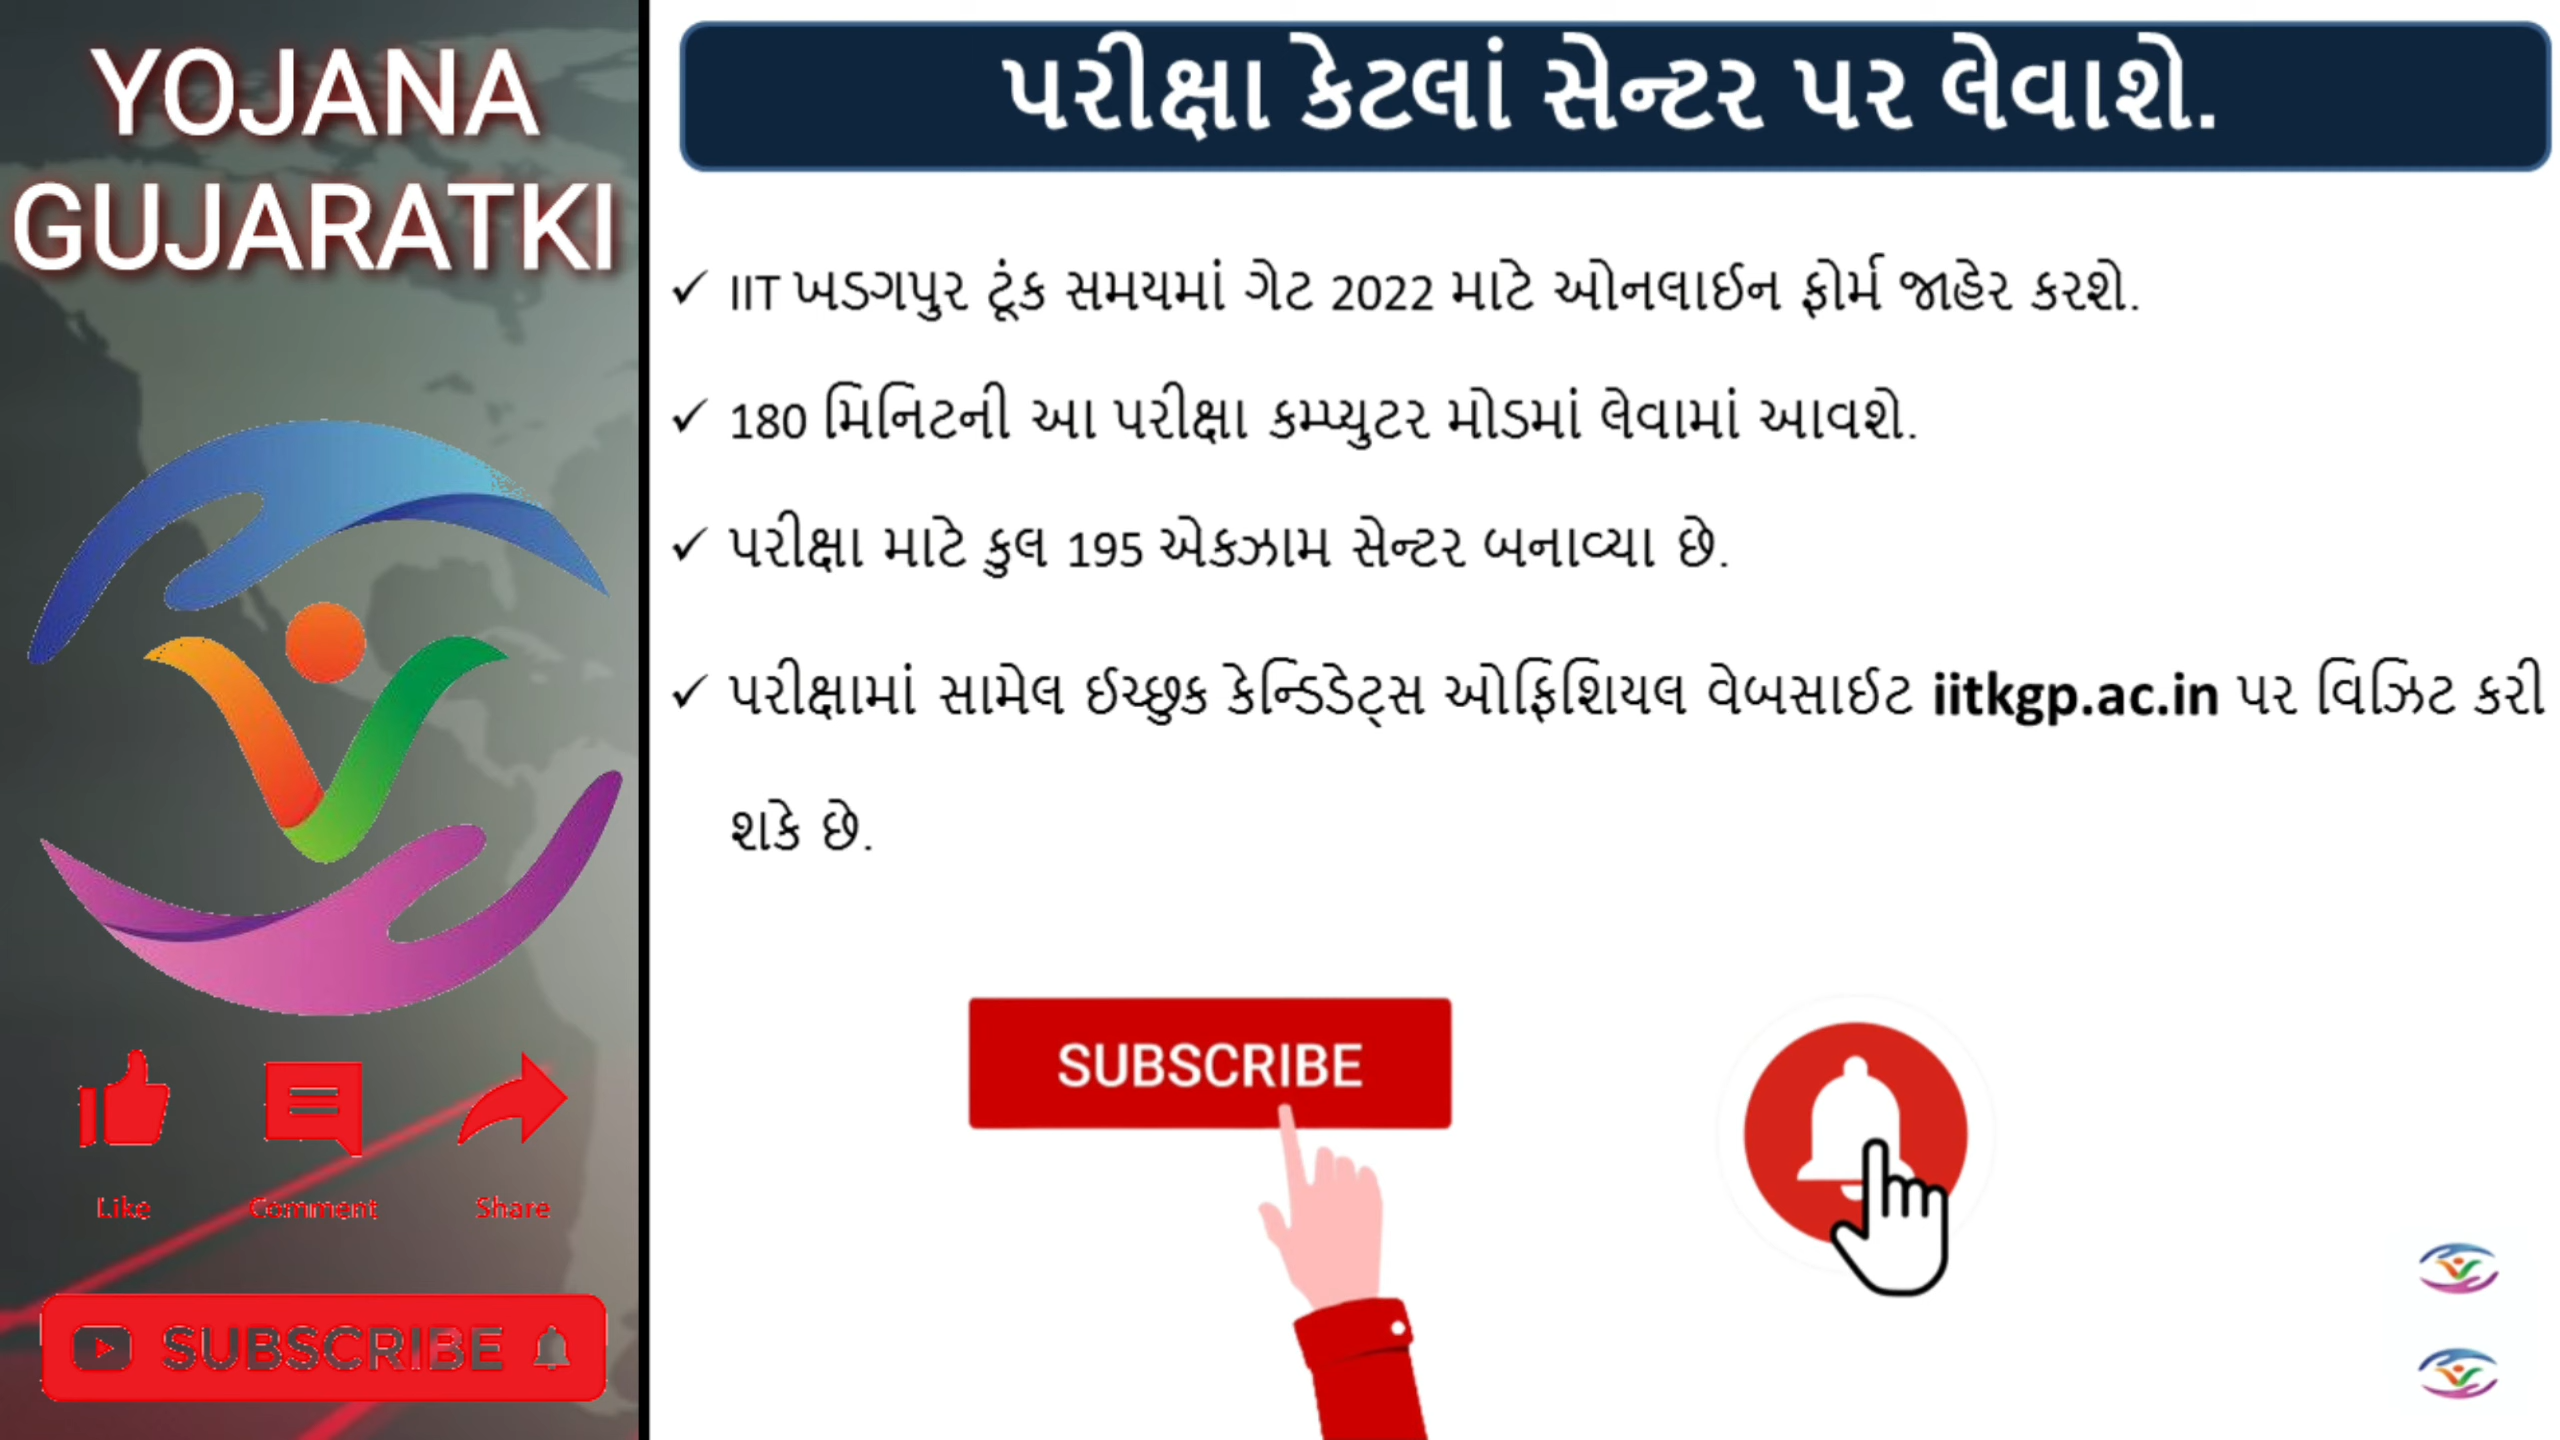 YOJANA
GUJARATKI
Like Comment Share
SUBSCRIBE
પરીક્ષા કેટલાં સેન્ટર પર લેવાશે.
✓ IIT ખડગપુર ટૂંક સમયમાં ગેટ 2022 માટે ઓનલાઈન ફોર્મ જાહેર કરશે.
✓ 180 મિનિટની આ પરીક્ષા કમ્પ્યુટર મોડમાં લેવામાં આવશે.
✓ પરીક્ષા માટે કુલ 195 એકઝામ સેન્ટર બનાવ્યા છે.
✓ પરીક્ષામાં સામેલ ઈચ્છુક કેન્ડિડેટ્સ ઓફિશિયલ વેબસાઈટ iitkgp.ac.in પર વિઝિટ કરી
શકે છે.
SUBSCRIBE